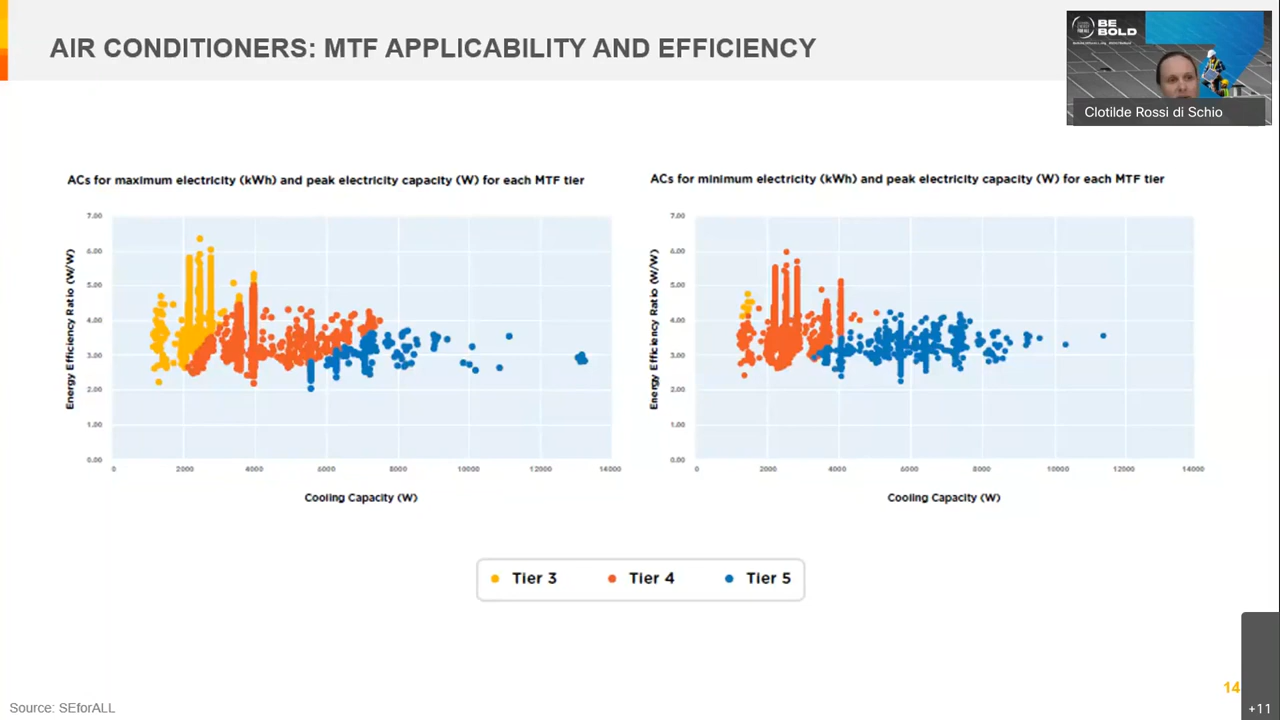 AIR CONDITIONERS: MTF APPLICABILITY AND EFFICIENCY
BE
BOLD
Clotilde Rossi di Schio
ACs for maximum electricity (kWh) and peak electricity capacity (W) for each MTF tier
7.00
6.00
5.00
4.00
3.00
2.00
1.00
0.00
Energy Efficiency Ratio (W/W)
0 2000 4000 6000 8000 10000 12000 14000
Cooling Capacity (W)
ACs for minimum electricity (kWh) and peak electricity capacity (W) for each MTF tier
7.00
6.00
5.00
4.00
3.00
2.00
1.00
0.00
Energy Efficiency Ratio (W/W)
0 2000 4000 6000 8000 10000 12000 14000
Cooling Capacity (W)
Tier 3 Tier 4 Tier 5
14
+11
Source: SEforALL